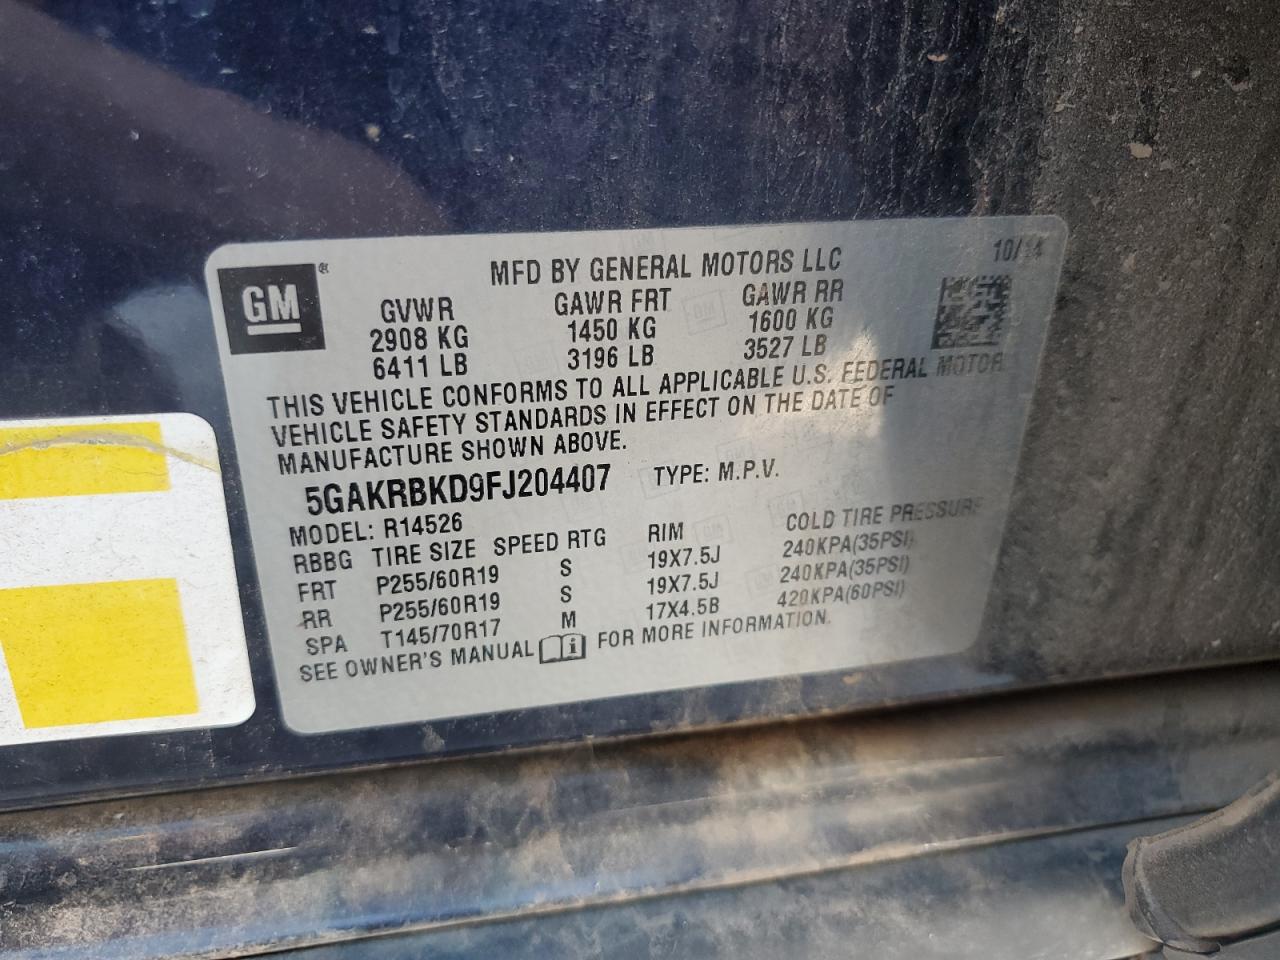 GM ®
MFD BY GENERAL MOTORS LLC 10/14
GVWR GAWR FRT GAWR RR
2908 KG 1450 KG 1600 KG
6411 LB 3196 LB 3527 LB
THIS VEHICLE CONFORMS TO ALL APPLICABLE U.S. FEDERAL MOTOR
VEHICLE SAFETY STANDARDS IN EFFECT ON THE DATE OF
MANUFACTURE SHOWN ABOVE.
5GAKRBKD9FJ204407 TYPE: M.P.V.
MODEL: R14526
RBBG TIRE SIZE SPEED RTG RIM COLD TIRE PRESSURE
FRT P255/60R19 S 19X7.5J 240KPA(35PSI)
RR P255/60R19 S 19X7.5J 240KPA(35PSI)
SPA T145/70R17 M 17X4.5B 420KPA(60PSI)
SEE OWNER'S MANUAL i FOR MORE INFORMATION.